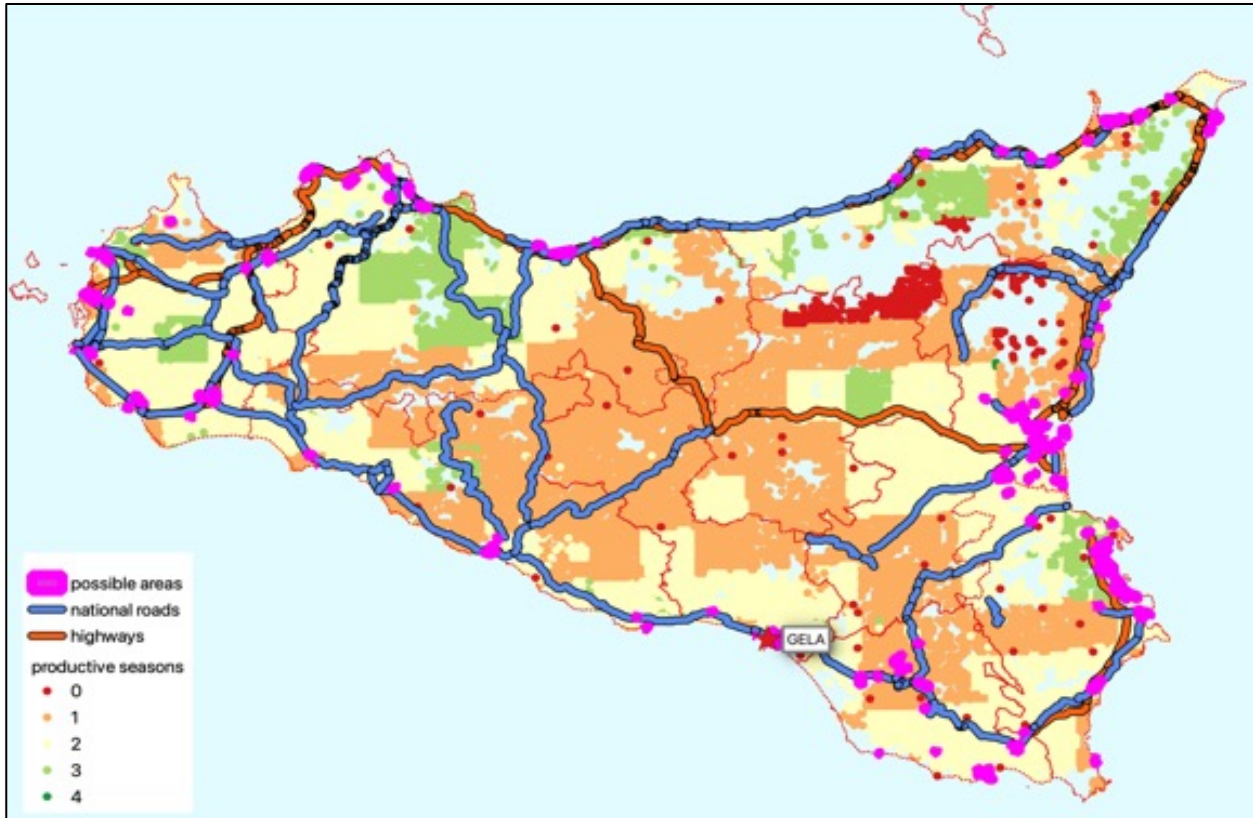 GELA
possible areas
national roads
highways
productive seasons
0
1
2
3
4